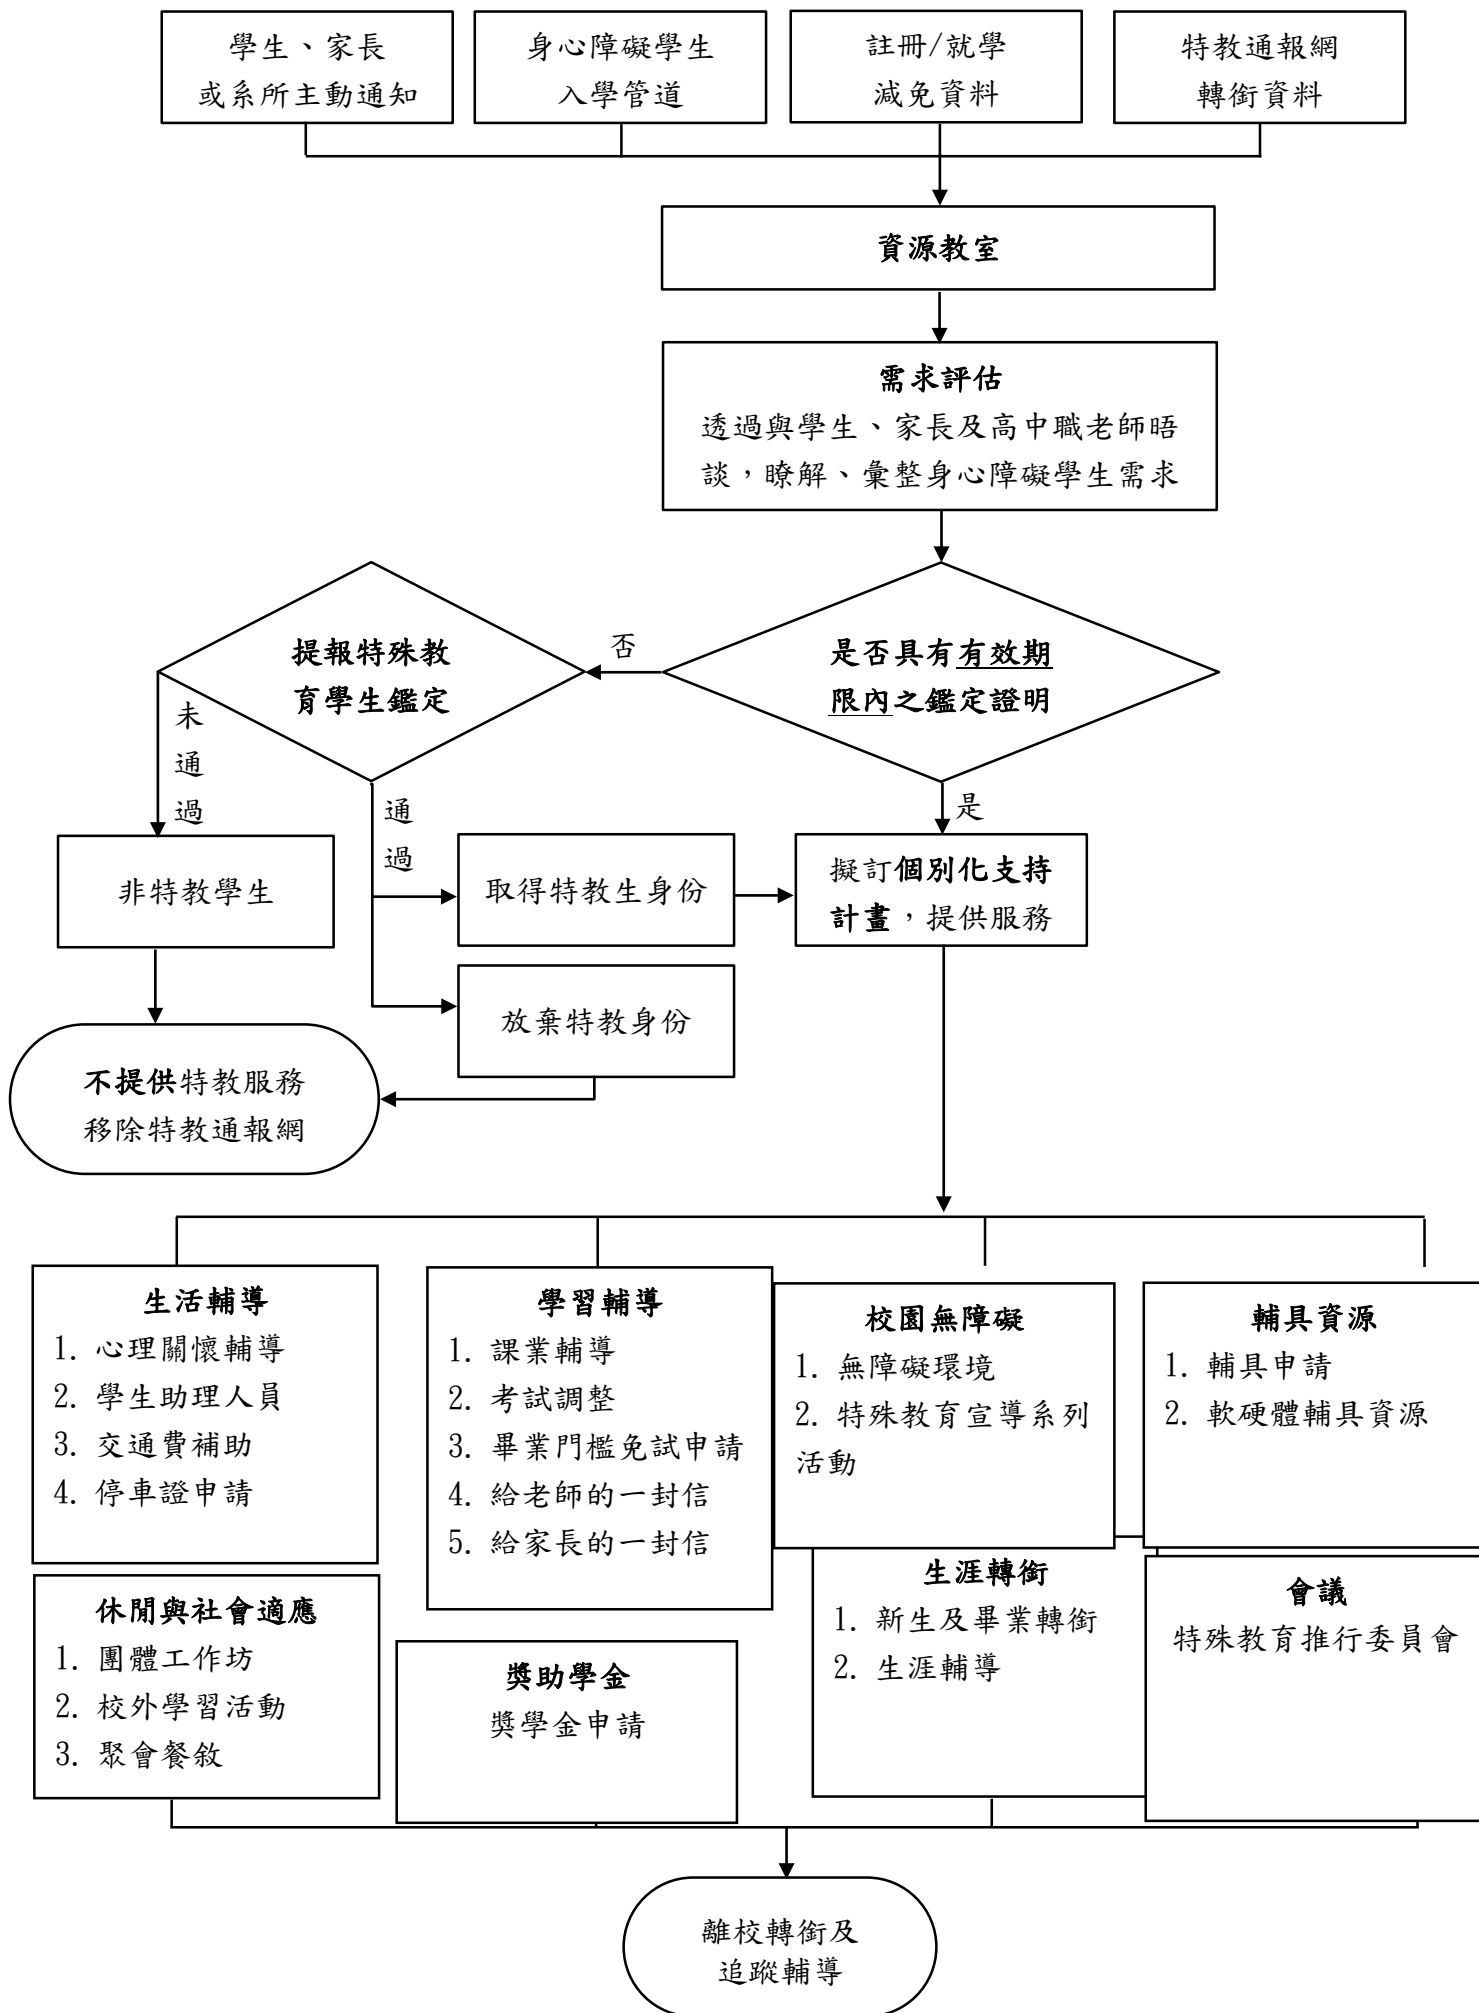 學生、家長
或系所主動通知
身心障礙學生
入學管道
註冊/就學
減免資料
特教通報網
轉銜資料
資源教室
需求評估
透過與學生、家長及高中職老師晤
談，瞭解、彙整身心障礙學生需求
是否具有有效期
限內之鑑定證明
否
提報特殊教
育學生鑑定
未
通
過
通
過
是
非特教學生
取得特教生身份
擬訂個別化支持
計畫，提供服務
放棄特教身份
不提供特教服務
移除特教通報網
生活輔導
1. 心理關懷輔導
2. 學生助理人員
3. 交通費補助
4. 停車證申請
學習輔導
1. 課業輔導
2. 考試調整
3. 畢業門檻免試申請
4. 給老師的一封信
5. 給家長的一封信
校園無障礙
1. 無障礙環境
2. 特殊教育宣導系列
活動
輔具資源
1. 輔具申請
2. 軟硬體輔具資源
休閒與社會適應
1. 團體工作坊
2. 校外學習活動
3. 聚會餐敘
獎助學金
獎學金申請
生涯轉銜
1. 新生及畢業轉銜
2. 生涯輔導
會議
特殊教育推行委員會
離校轉銜及
追蹤輔導